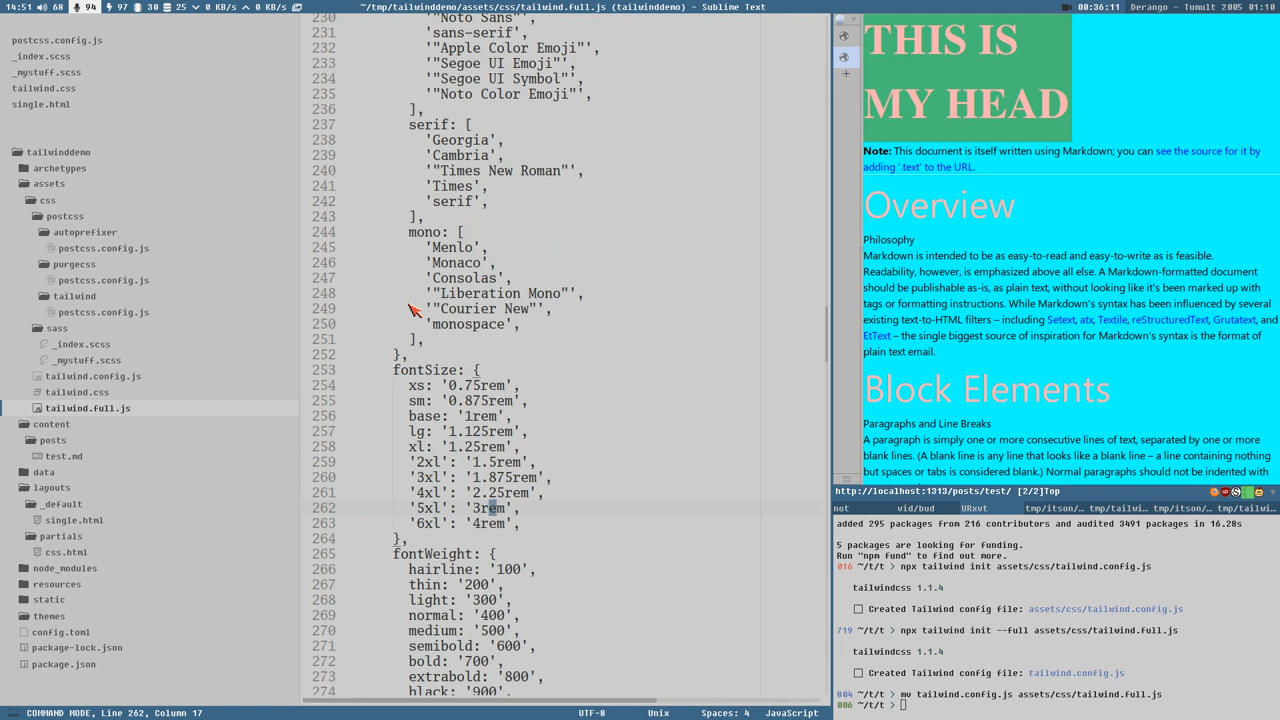 14:51 68 94 97 30 25 0 KB/s 0 KB/s
~/tmp/tailwinddemo/assets/css/tailwind.full.js (tailwinddemo) - Sublime Text
00:36:11 Derango - Tumult 2005 01:10
postcss.config.js
_index.scss
_mystuff.scss
tailwind.css
single.html
tailwinddemo
archetypes
assets
css
postcss
autoprefixer
postcss.config.js
purgecss
postcss.config.js
tailwind
postcss.config.js
sass
_index.scss
_mystuff.scss
tailwind.config.js
tailwind.css
tailwind.full.js
content
posts
test.md
data
layouts
_default
single.html
partials
css.html
node_modules
resources
static
themes
config.toml
package-lock.json
package.json
230 '"Noto Sans"',
231 'sans-serif',
232 '"Apple Color Emoji"',
233 '"Segoe UI Emoji"',
234 '"Segoe UI Symbol"',
235 '"Noto Color Emoji"',
236 ],
237 serif: [
238 'Georgia',
239 'Cambria',
240 '"Times New Roman"',
241 'Times',
242 'serif',
243 ],
244 mono: [
245 'Menlo',
246 'Monaco',
247 'Consolas',
248 '"Liberation Mono"',
249 '"Courier New"',
250 'monospace',
251 ],
252 },
253 fontSize: {
254 xs: '0.75rem',
255 sm: '0.875rem',
256 base: '1rem',
257 lg: '1.125rem',
258 xl: '1.25rem',
259 '2xl': '1.5rem',
260 '3xl': '1.875rem',
261 '4xl': '2.25rem',
262 '5xl': '3rem',
263 '6xl': '4rem',
264 },
265 fontWeight: {
266 hairline: '100',
267 thin: '200',
268 light: '300',
269 normal: '400',
270 medium: '500',
271 semibold: '600',
272 bold: '700',
273 extrabold: '800',
274 black: '900',
COMMAND MODE, Line 262, Column 17 UTF-8 Unix Spaces: 4 JavaScript
THIS IS
MY HEAD
Note: This document is itself written using Markdown; you can see the source for it by
adding '.text' to the URL.
Overview
Philosophy
Markdown is intended to be as easy-to-read and easy-to-write as is feasible.
Readability, however, is emphasized above all else. A Markdown-formatted document
should be publishable as-is, as plain text, without looking like it's been marked up with
tags or formatting instructions. While Markdown's syntax has been influenced by several
existing text-to-HTML filters – including Setext, atx, Textile, reStructuredText, Grutatext, and
EtText – the single biggest source of inspiration for Markdown's syntax is the format of
plain text email.
Block Elements
Paragraphs and Line Breaks
A paragraph is simply one or more consecutive lines of text, separated by one or more
blank lines. (A blank line is any line that looks like a blank line – a line containing nothing
but spaces or tabs is considered blank.) Normal paragraphs should not be indented with
http://localhost:1313/posts/test/ [2/2]Top
not vid/bud URxvt tmp/itson/... tmp/tailwi... tmp/itson/... tmp/tailwi...
added 295 packages from 216 contributors and audited 3491 packages in 16.28s
5 packages are looking for funding.
Run "npm fund" to find out more.
016 ~/t/t > npx tailwind init assets/css/tailwind.config.js
tailwindcss 1.1.4
Created Tailwind config file: assets/css/tailwind.config.js
719 ~/t/t > npx tailwind init --full assets/css/tailwind.full.js
tailwindcss 1.1.4
Created Tailwind config file: tailwind.config.js
804 ~/t/t > mv tailwind.config.js assets/css/tailwind.full.js
006 ~/t/t >